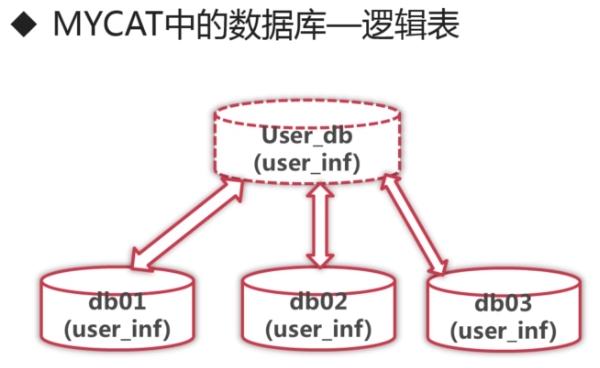 ◆ MYCAT中的数据库—逻辑表
User_db
(user_inf)
db01
(user_inf)
db02
(user_inf)
db03
(user_inf)